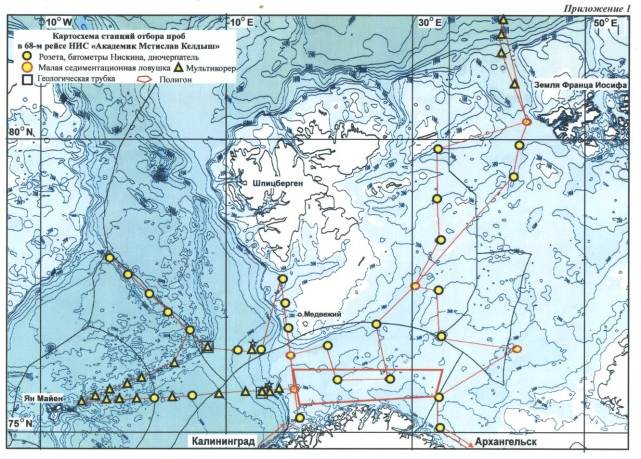 Приложение 1
10°W 10°E 30°E 50°E
Картосхема станций отбора проб
в 68-м рейсе НИС «Академик Мстислав Келдыш»
Розета, батометры Нискина, дночерпатель
Малая седиментационная ловушка Мультикорер
Геологическая трубка Полигон
Земля Франца Иосифа
80°N
Шпицберген
о.Медвежий
Ян Майен
75°N
Калининград Архангельск